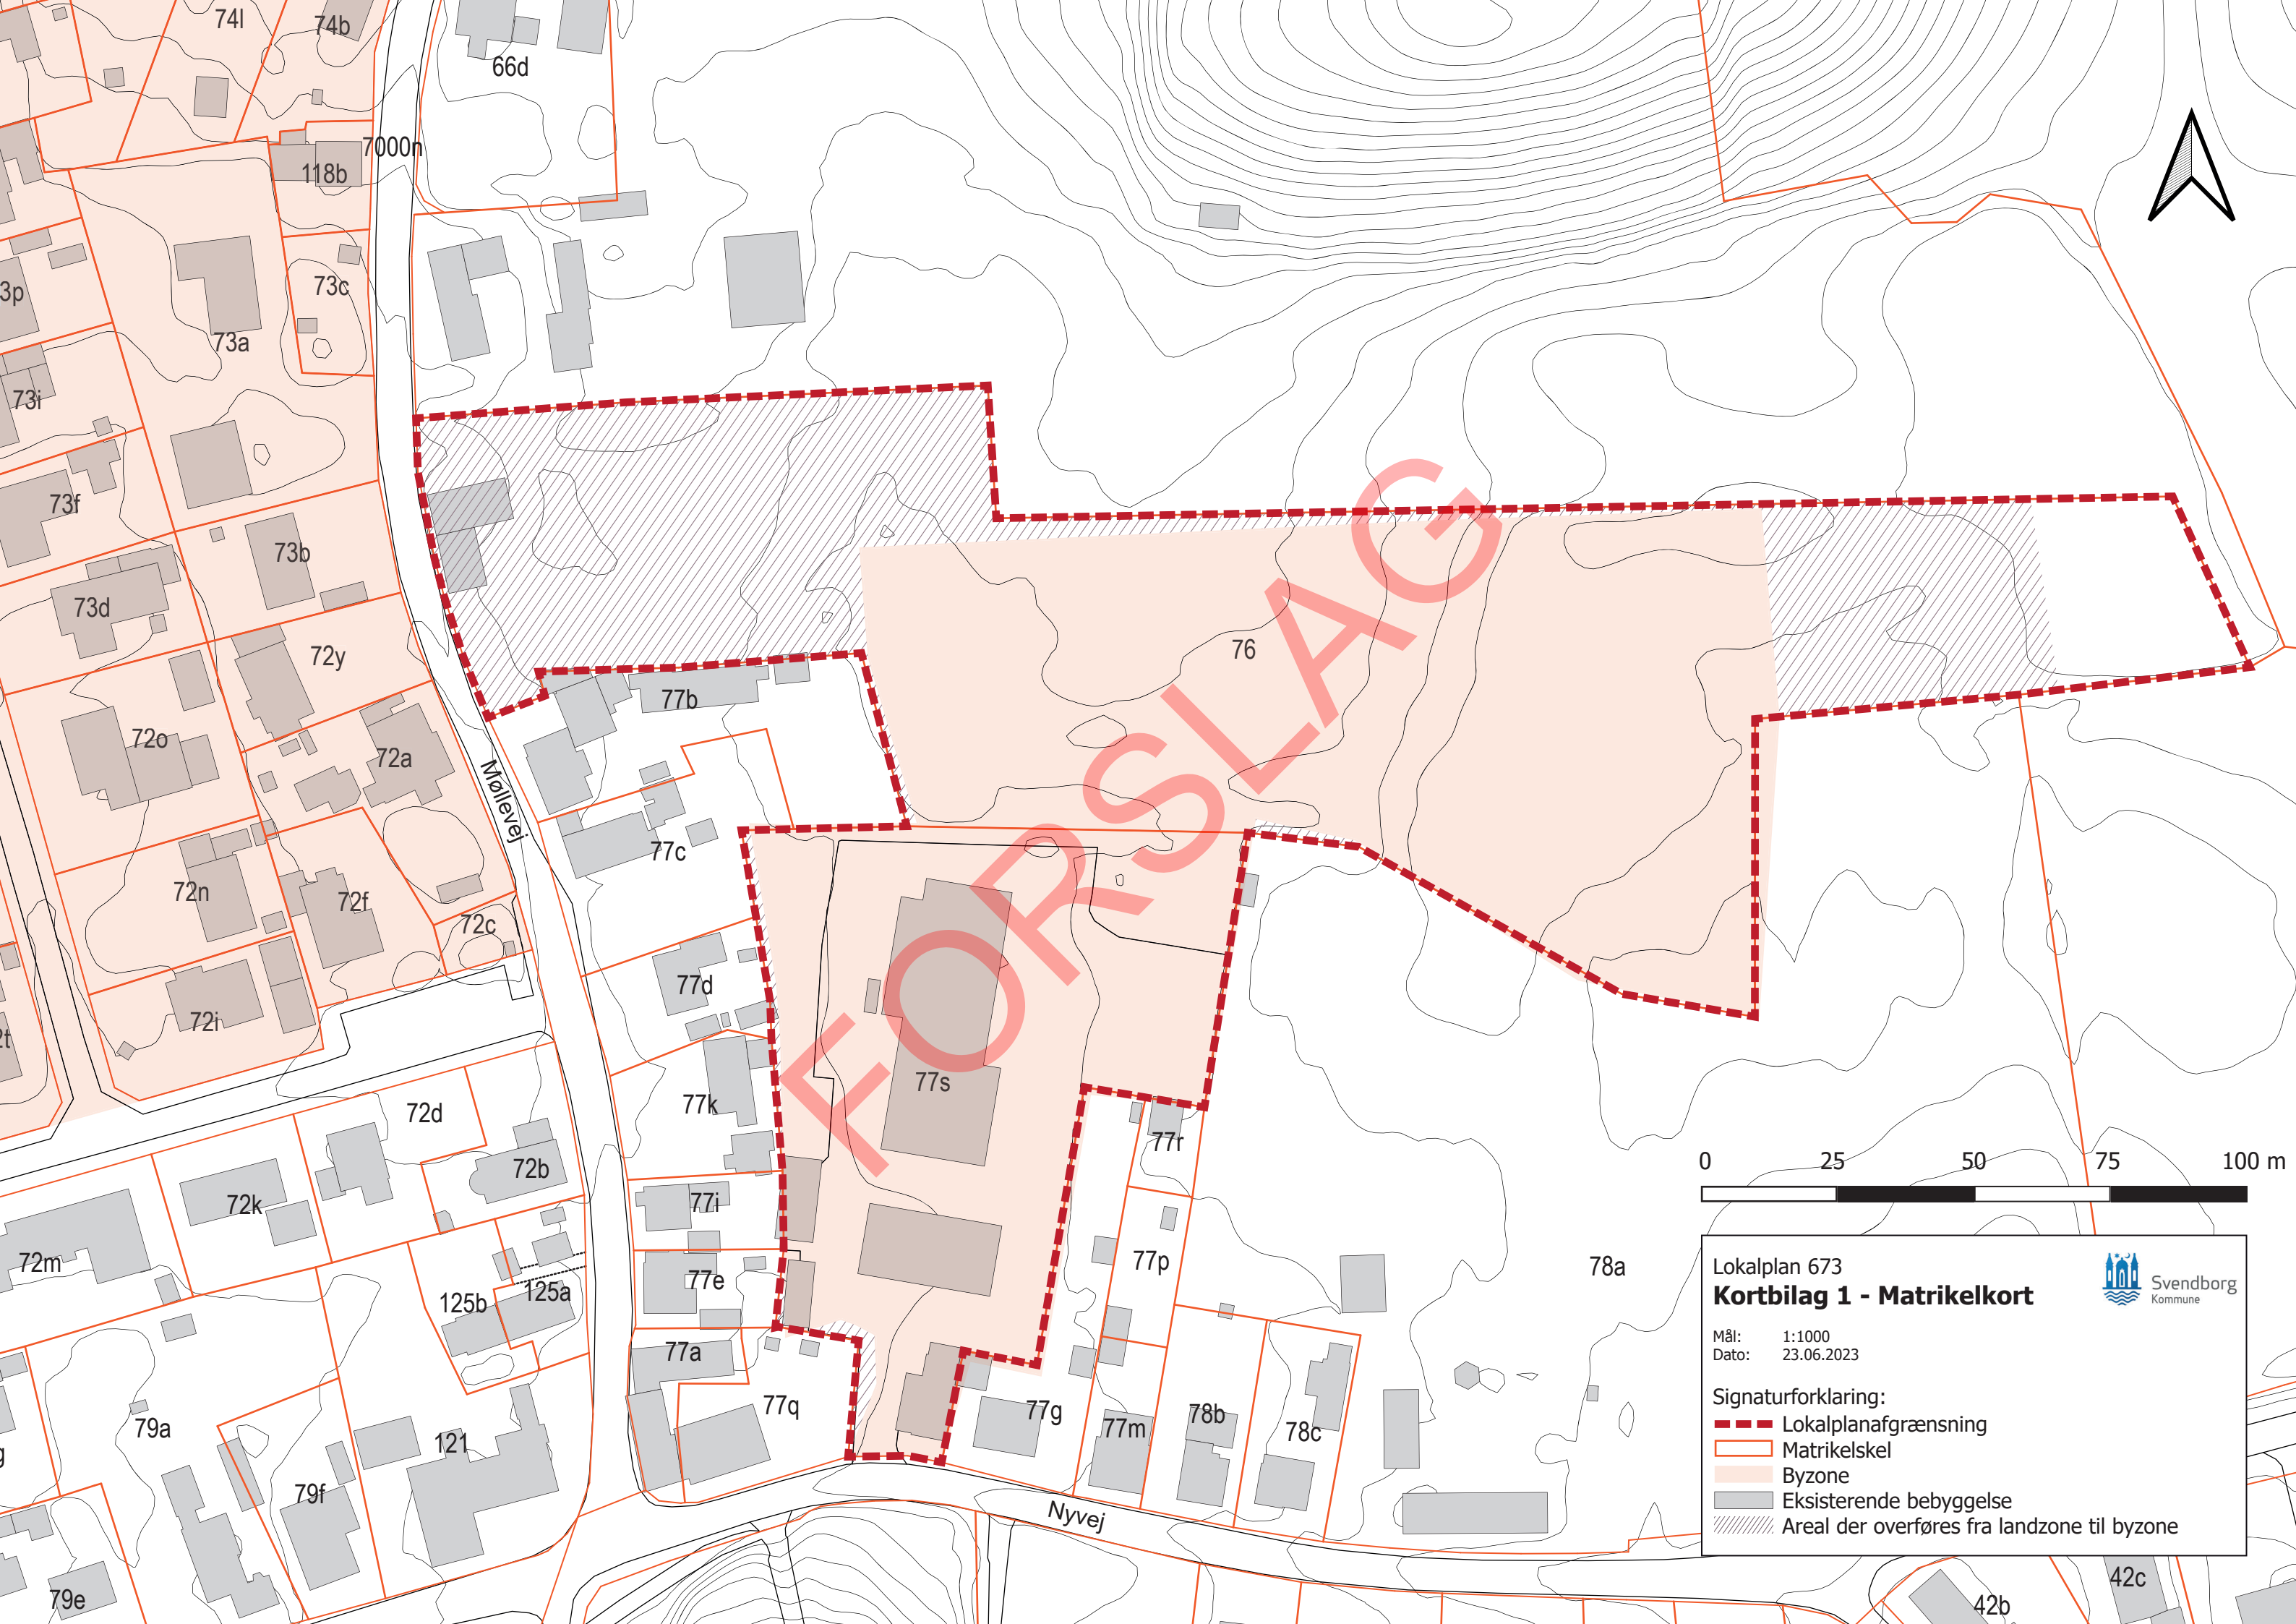 74l
74b
66d
7000n
118b
73c
3p
73a
73i
73f
73b
73d
72y
76
77b
72o
72a
Møllevej
77c
72n
72f
72c
77d
72i
2t
77s
77k
72d
77r
72b
0 25 50 75 100 m
77i
72k
77p
72m
77e
78a
125b
125a
77a
77q
77g
78b
77m
78c
79a
121
g
79f
Nyvej
79e
42c
42b
FORSLAG
Lokalplan 673
Kortbilag 1 - Matrikelkort
Svendborg
Kommune
Mål: 1:1000
Dato: 23.06.2023
Signaturforklaring:
Lokalplanafgrænsning
Matrikelskel
Byzone
Eksisterende bebyggelse
Areal der overføres fra landzone til byzone